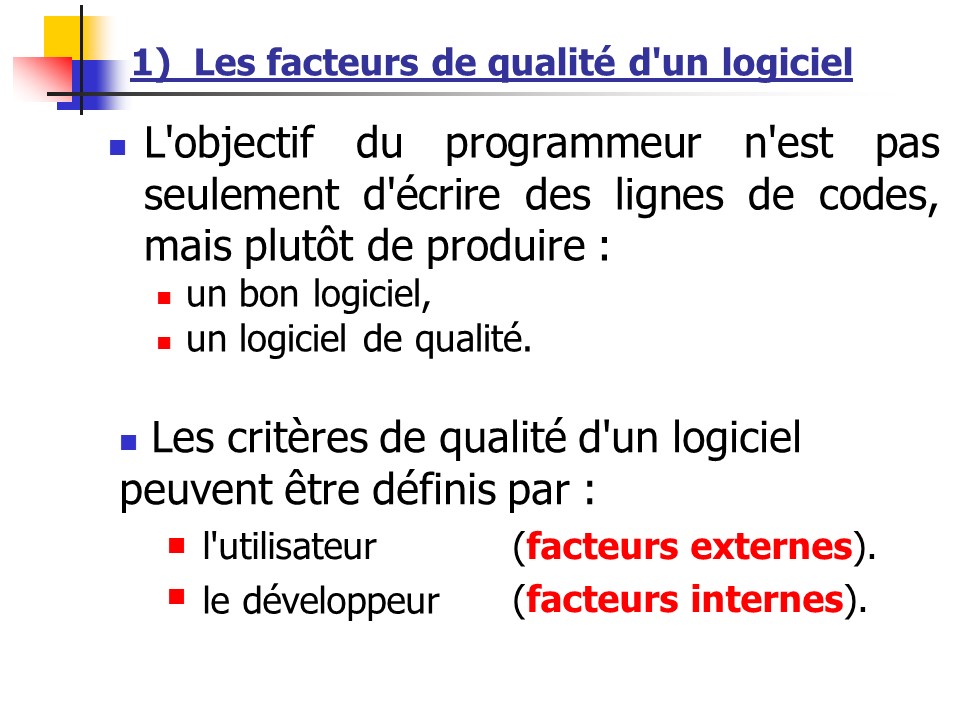 1) Les facteurs de qualité d'un logiciel
L'objectif du programmeur n'est pas
seulement d'écrire des lignes de codes,
mais plutôt de produire :
un bon logiciel,
un logiciel de qualité.
Les critères de qualité d'un logiciel
peuvent être définis par :
l'utilisateur (facteurs externes).
le développeur (facteurs internes).